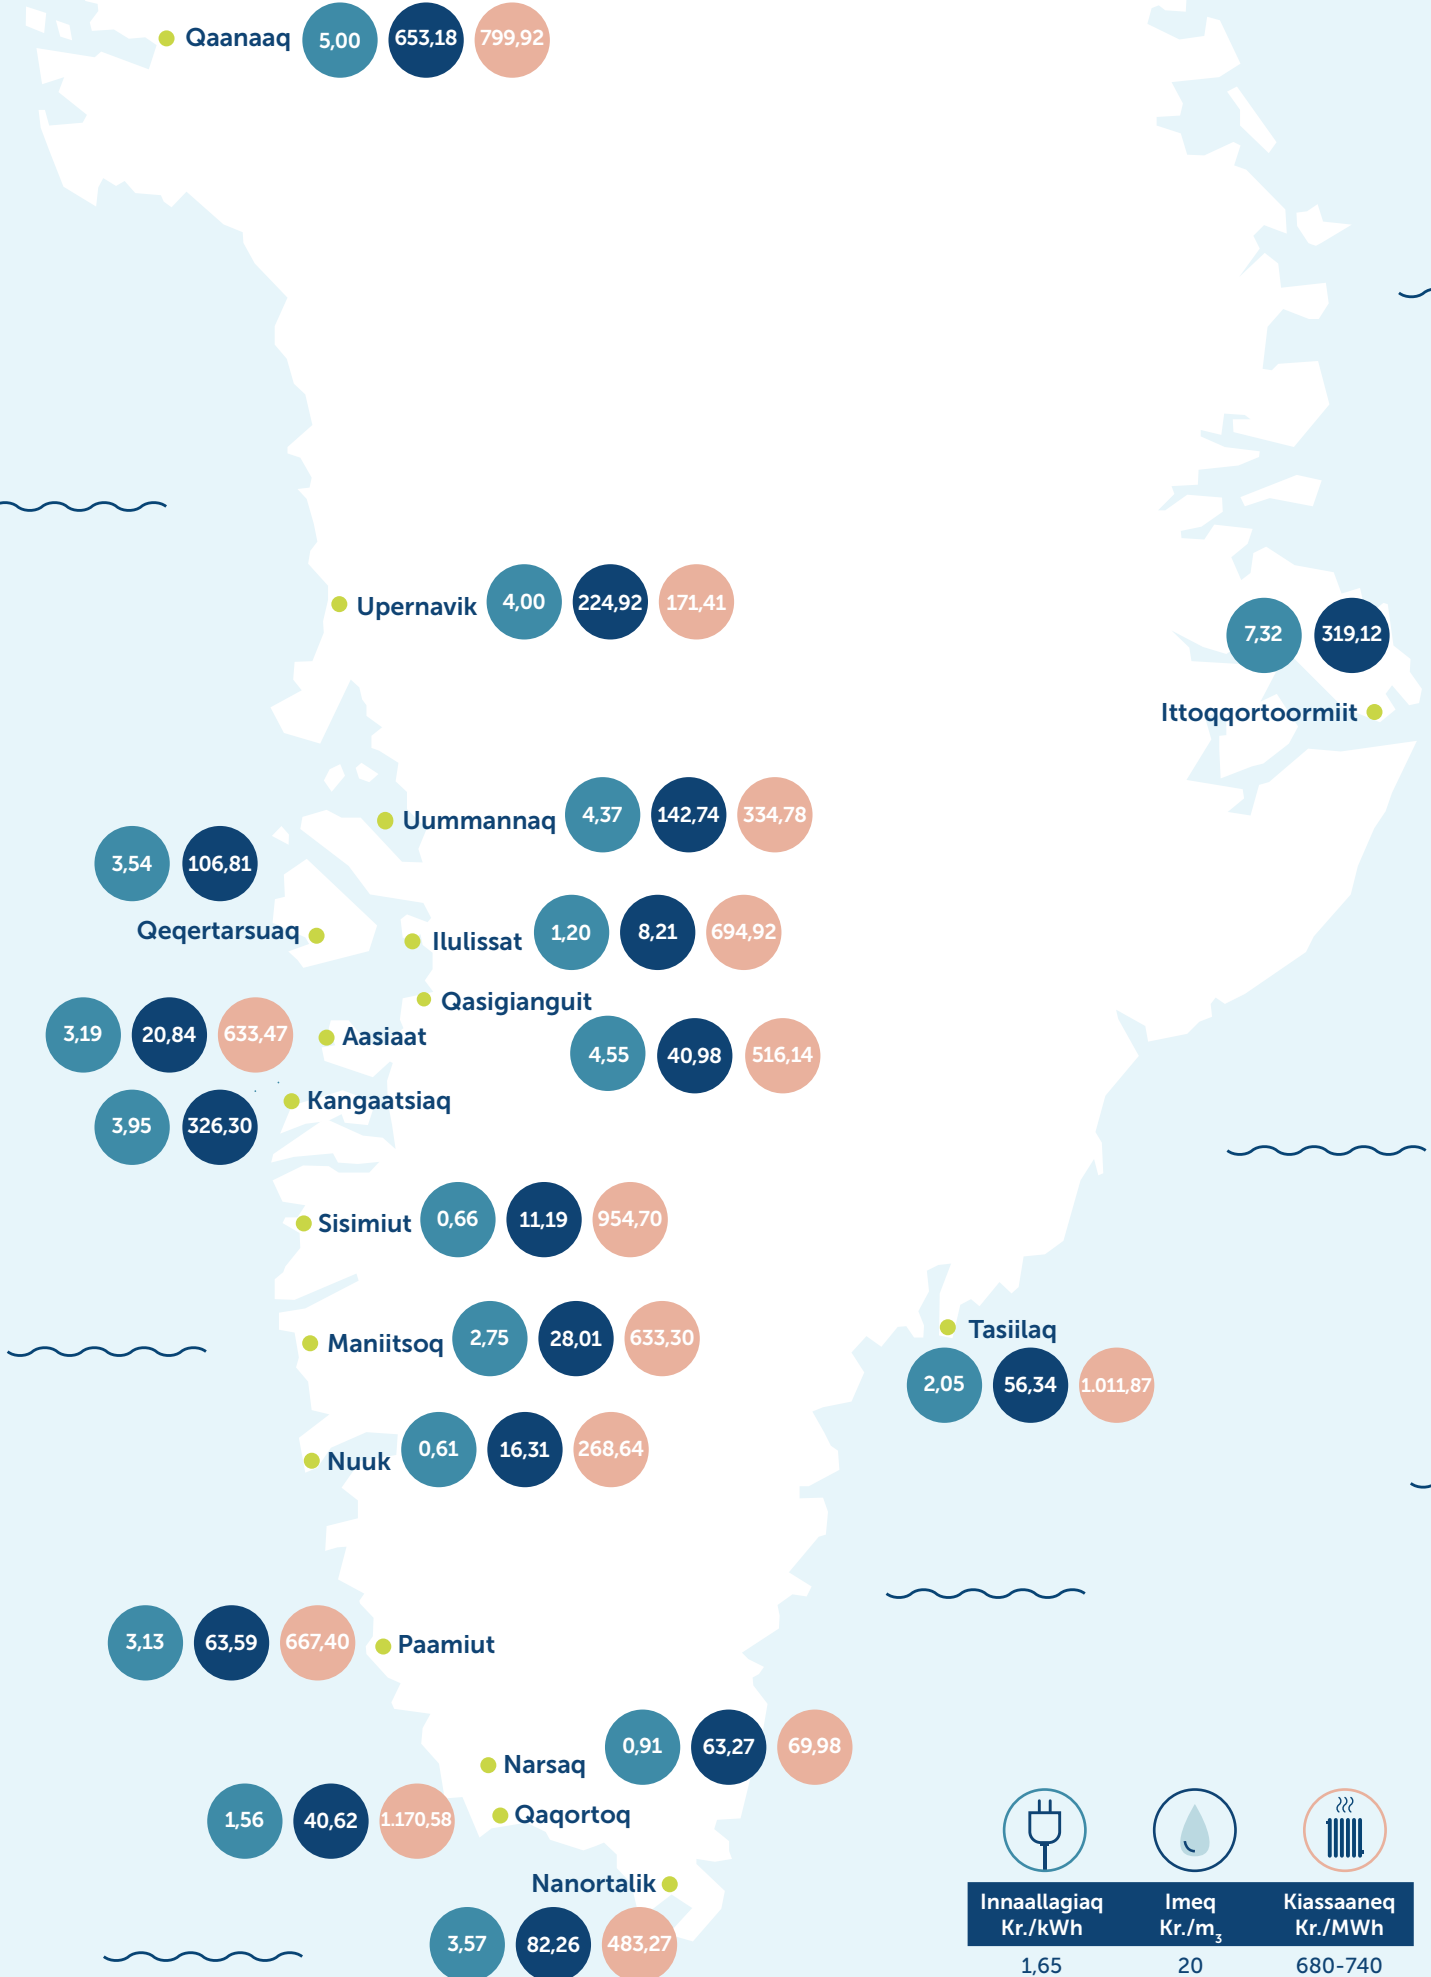 Qaanaaq 5,00 653,18 799,92
Upernavik 4,00 224,92 171,41
7,32 319,12
Ittoqqortoormiit
Uummannaq 4,37 142,74 334,78
3,54 106,81
Qeqertarsuaq
Ilulissat 1,20 8,21 694,92
Qasigianguit
4,55 40,98 516,14
3,19 20,84 633,47 Aasiaat
Kangaatsiaq
3,95 326,30
Sisimiut 0,66 11,19 954,70
Maniitsoq 2,75 28,01 633,30
Tasiilaq
2,05 56,34 1.011,87
Nuuk 0,61 16,31 268,64
3,13 63,59 667,40 Paamiut
Narsaq 0,91 63,27 69,98
1,56 40,62 1.170,58 Qaqortoq
Nanortalik
3,57 82,26 483,27
Innaallagiaq Imeq Kiassaaneq
Kr./kWh Kr./m₃ Kr./MWh
1,65 20 680-740